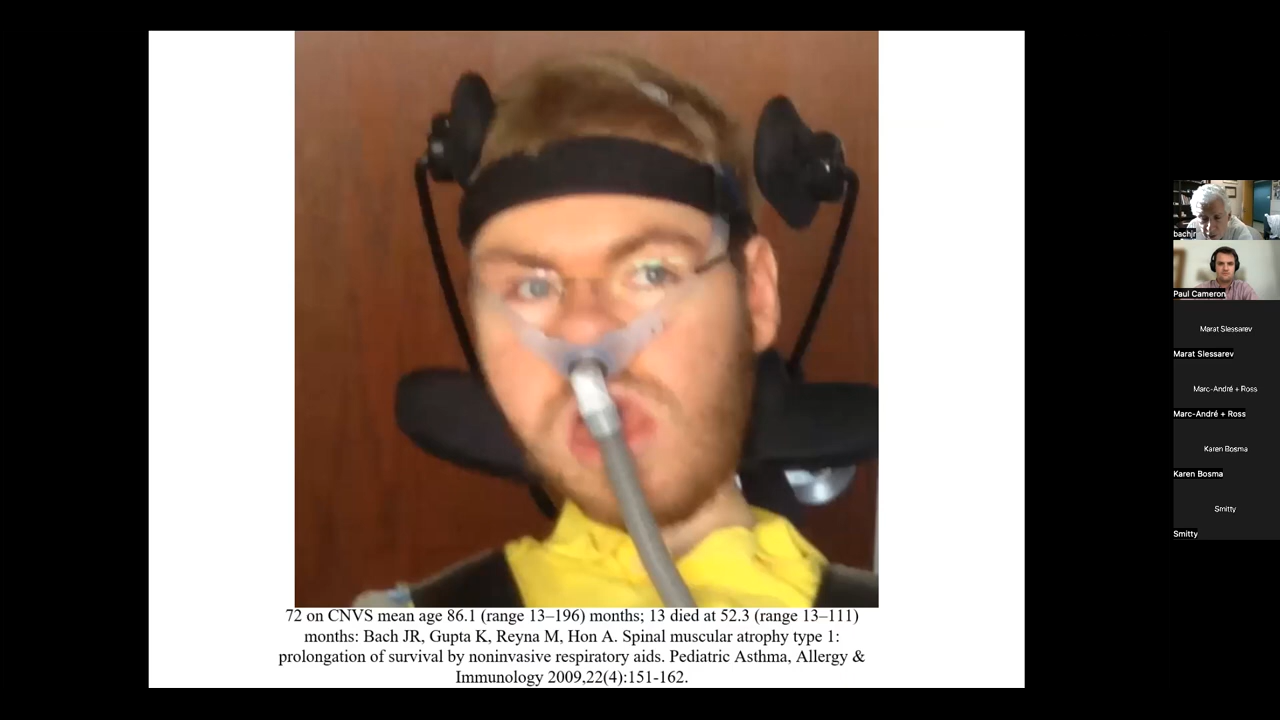 72 on CNVS mean age 86.1 (range 13–196) months; 13 died at 52.3 (range 13–111)
months: Bach JR, Gupta K, Reyna M, Hon A. Spinal muscular atrophy type 1:
prolongation of survival by noninvasive respiratory aids. Pediatric Asthma, Allergy &
Immunology 2009,22(4):151-162.
bachjr
Paul Cameron
Marat Slessarev
Marat Slessarev
Marc-André + Ross
Marc-André + Ross
Karen Bosma
Karen Bosma
Smitty
Smitty